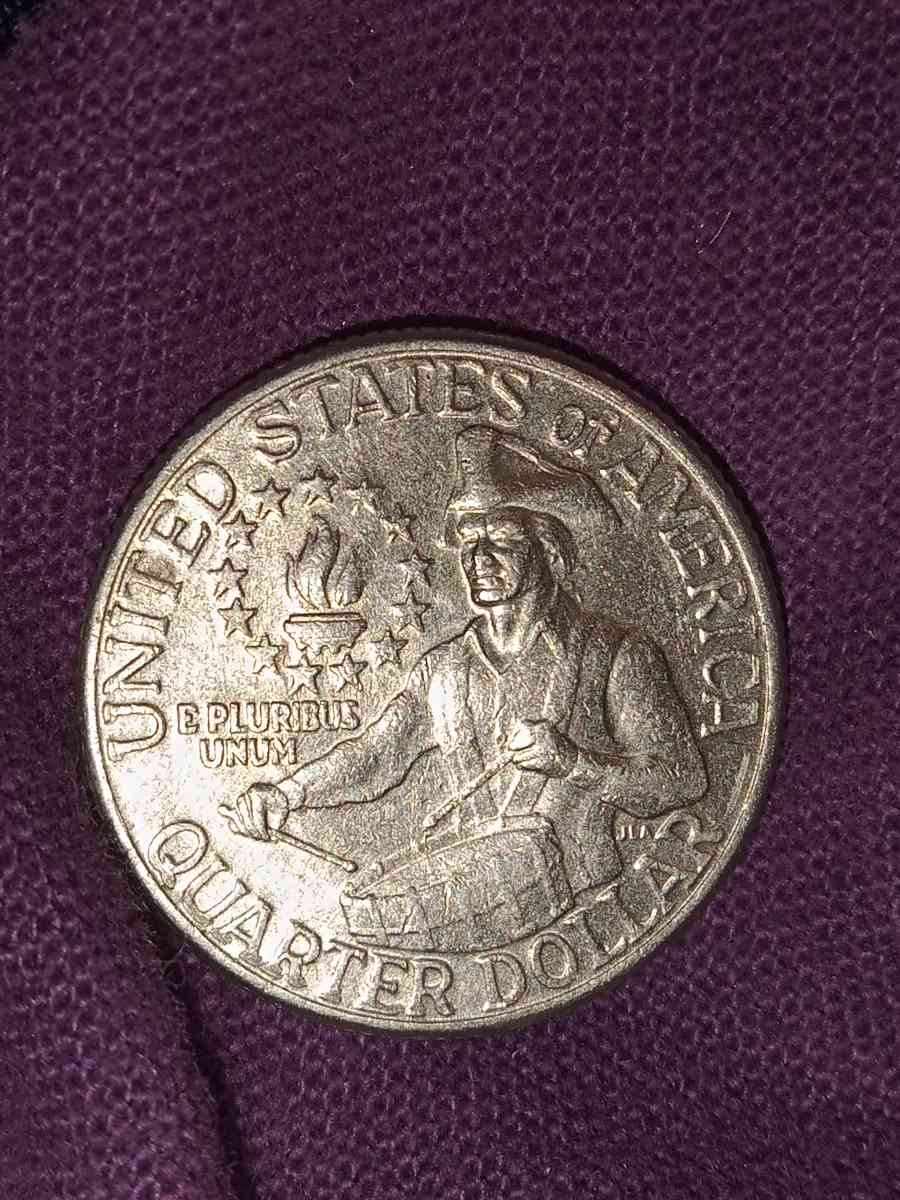 UNITED STATES OF AMERICA
E PLURIBUS
UNUM
JLA
QUARTER DOLLAR